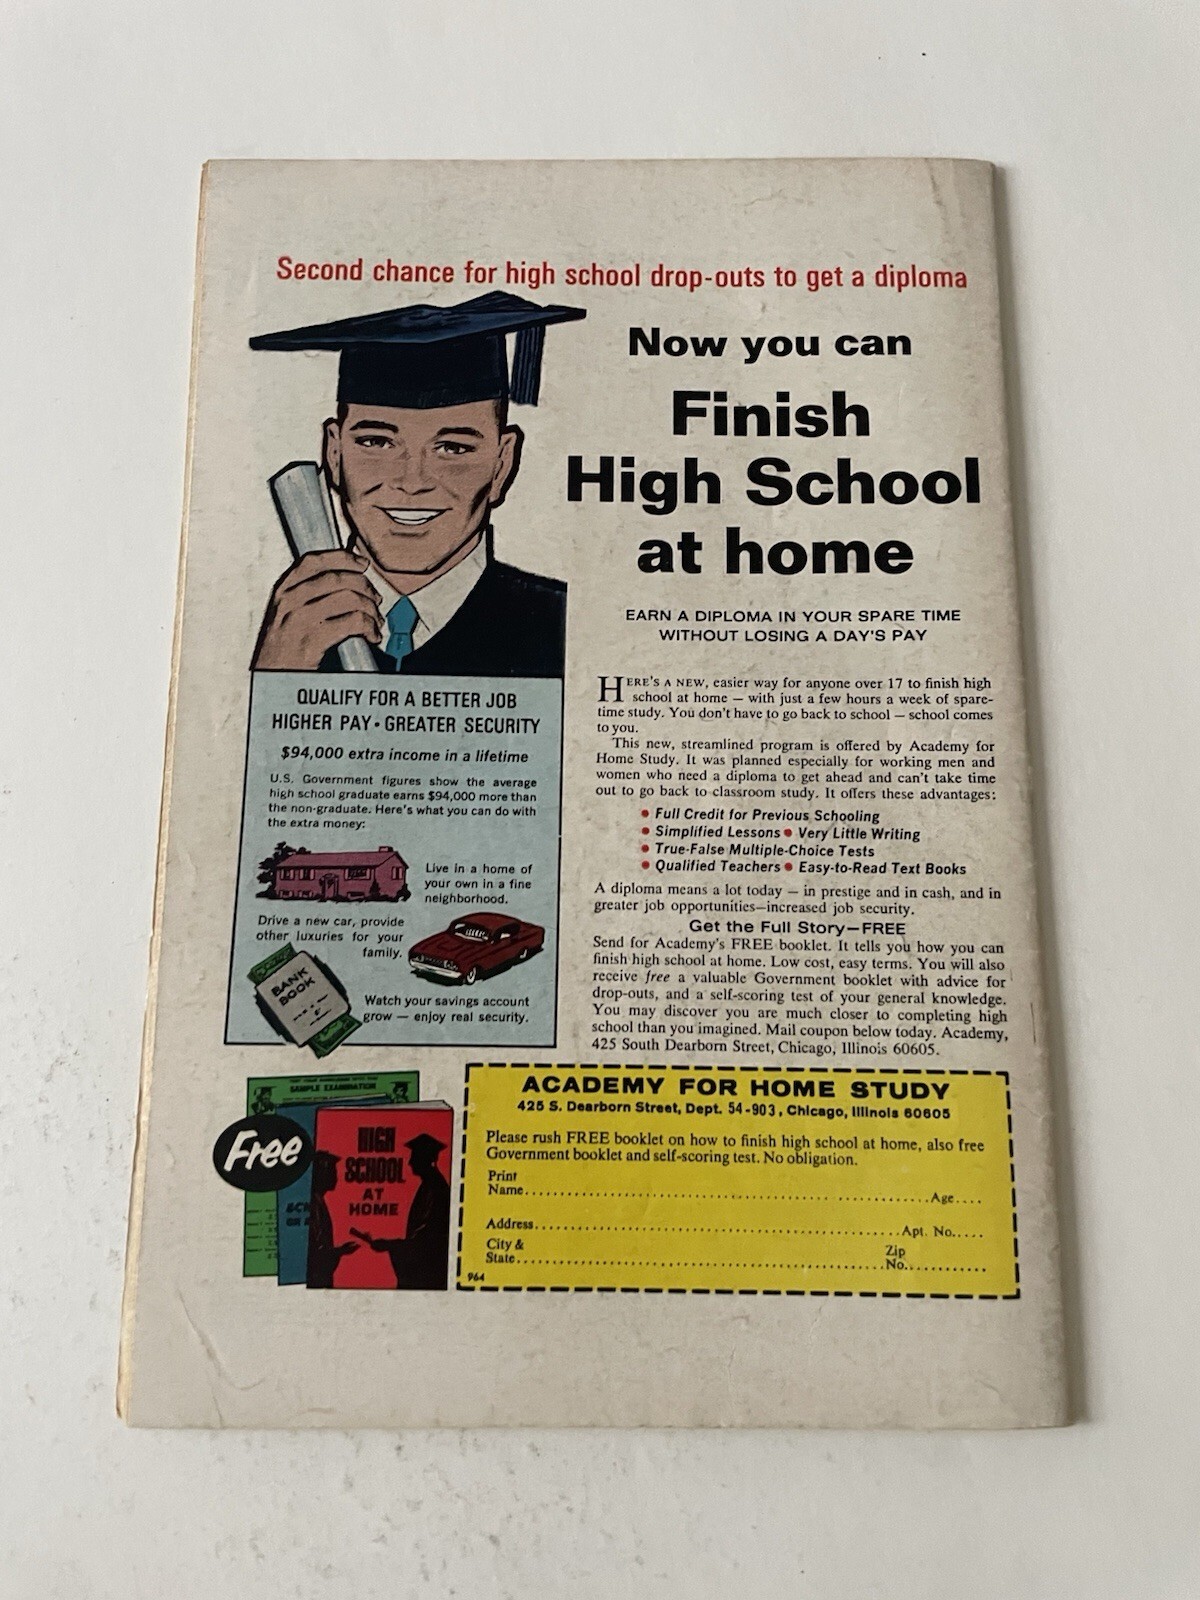 Second chance for high school drop-outs to get a diploma
Now you can
Finish
High School
at home
EARN A DIPLOMA IN YOUR SPARE TIME
WITHOUT LOSING A DAY'S PAY
QUALIFY FOR A BETTER JOB
HIGHER PAY • GREATER SECURITY
$94,000 extra income in a lifetime
U.S. Government figures show the average
high school graduate earns $94,000 more than
the non-graduate. Here's what you can do with
the extra money:
Live in a home of
your own in a fine
neighborhood.
Drive a new car, provide
other luxuries for your
family.
BANK
BOOK
Watch your savings account
grow — enjoy real security.
HERE'S A NEW, easier way for anyone over 17 to finish high
school at home — with just a few hours a week of spare-
time study. You don't have to go back to school — school comes
to you.
This new, streamlined program is offered by Academy for
Home Study. It was planned especially for working men and
women who need a diploma to get ahead and can't take time
out to go back to classroom study. It offers these advantages:
• Full Credit for Previous Schooling
• Simplified Lessons • Very Little Writing
• True-False Multiple-Choice Tests
• Qualified Teachers • Easy-to-Read Text Books
A diploma means a lot today — in prestige and in cash, and in
greater job opportunities—increased job security.
Get the Full Story—FREE
Send for Academy's FREE booklet. It tells you how you can
finish high school at home. Low cost, easy terms. You will also
receive free a valuable Government booklet with advice for
drop-outs, and a self-scoring test of your general knowledge.
You may discover you are much closer to completing high
school than you imagined. Mail coupon below today. Academy,
425 South Dearborn Street, Chicago, Illinois 60605.
SAMPLE EXAMINATION
Free
HIGH
SCHOOL
AT
HOME
ACADEMY FOR HOME STUDY
425 S. Dearborn Street, Dept. 54-903, Chicago, Illinois 60605
Please rush FREE booklet on how to finish high school at home, also free
Government booklet and self-scoring test. No obligation.
Print
Name.......................................................Age....
Address..................................................Apt. No.....
City & Zip
State....................................................No............
964